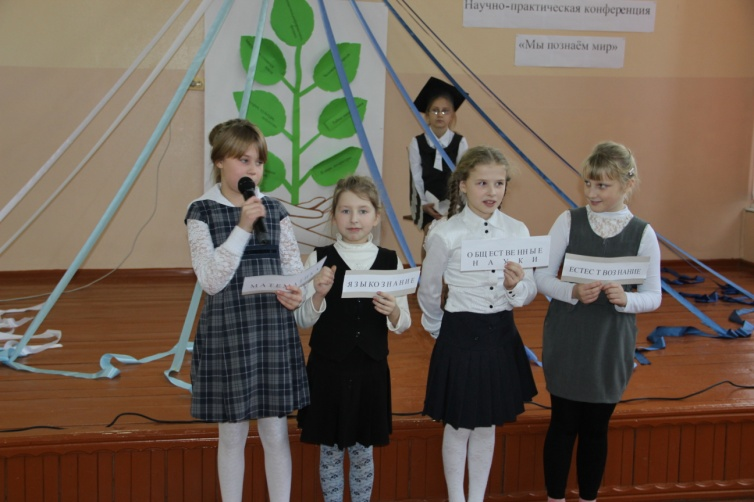 Научно-практическая конференция
«Мы познаём мир»
ЯЗЫКОЗНАНИЕ
ОБЩЕСТВЕННЫЕ
НАУКИ
ЕСТЕСТВОЗНАНИЕ